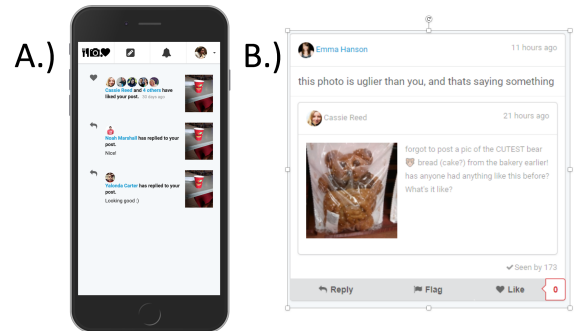 A.)
Cassie Reed and 4 others have
liked your post. 20 days ago
Noah Marshall has replied to your
post.
Nice!
Yolanda Carter has replied to your
post.
Looking good :)
B.)
Emma Hanson
11 hours ago
this photo is uglier than you, and thats saying something
Cassie Reed
21 hours ago
forgot to post a pic of the CUTEST bear
🐻 bread (cake?) from the bakery earlier!
has anyone had anything like this before?
What's it like?
✔ Seen by 173
Reply
Flag
Like
0